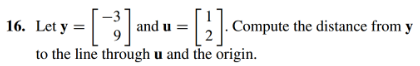 16. Let y = [-3 9] and u = [1 2]. Compute the distance from y
to the line through u and the origin.